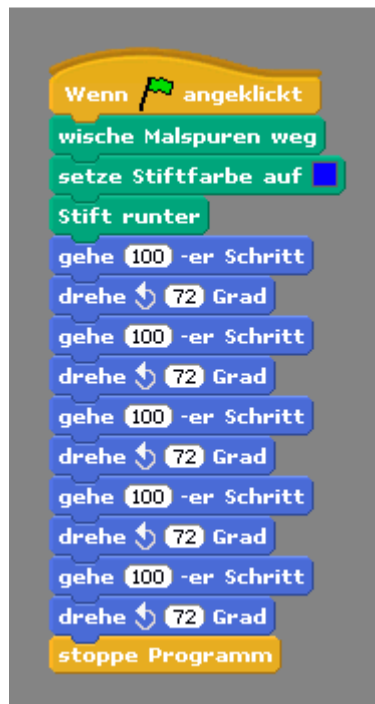 Wenn angeklickt
wische Malspuren weg
setze Stiftfarbe auf
Stift runter
gehe 100 -er Schritt
drehe 72 Grad
gehe 100 -er Schritt
drehe 72 Grad
gehe 100 -er Schritt
drehe 72 Grad
gehe 100 -er Schritt
drehe 72 Grad
gehe 100 -er Schritt
drehe 72 Grad
stoppe Programm